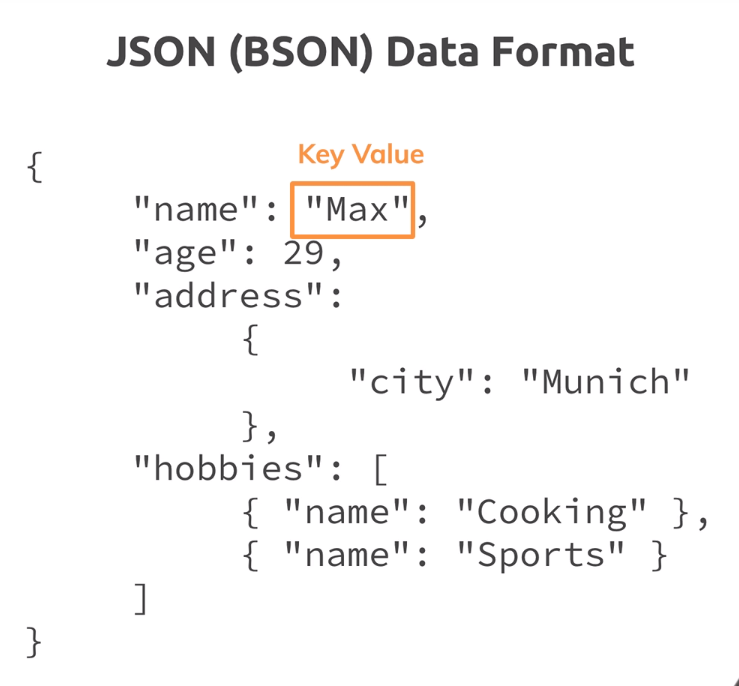 JSON (BSON) Data Format
Key Value
{
"name": "Max",
"age": 29,
"address":
{
"city": "Munich"
},
"hobbies": [
{ "name": "Cooking" },
{ "name": "Sports" }
]
}